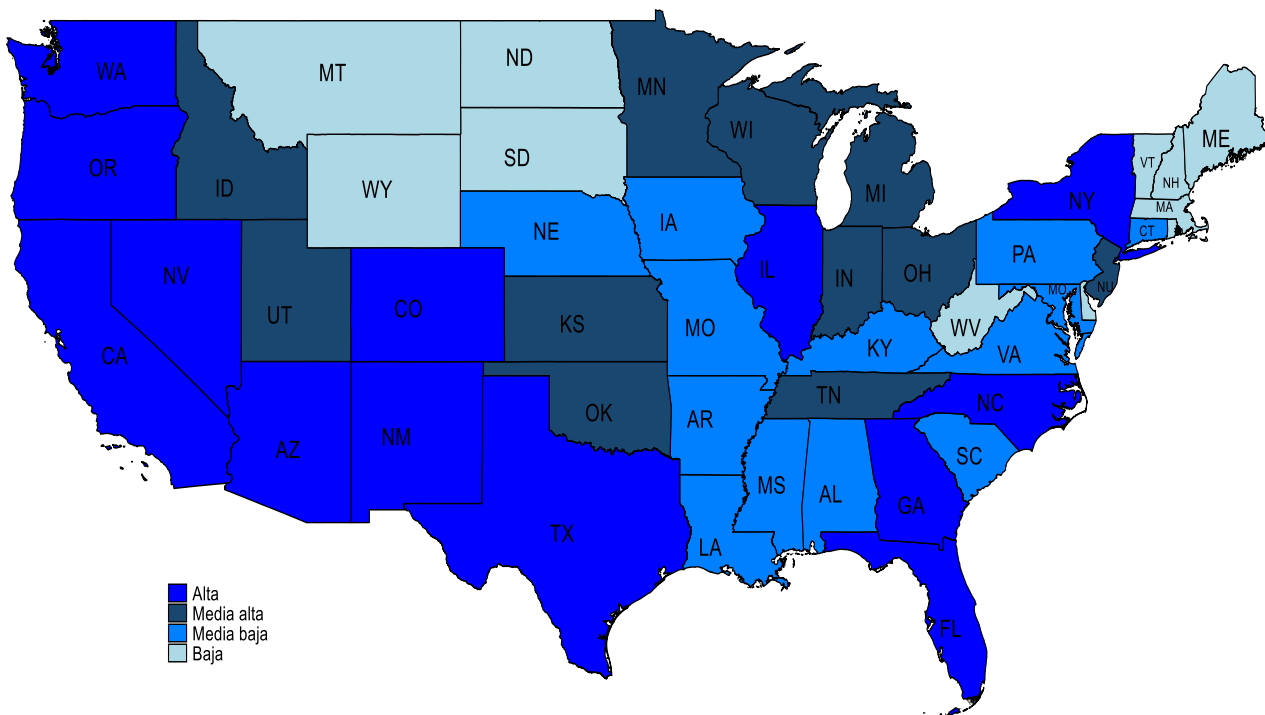 WA
MT
ND
MN
OR
ID
WY
SD
WI
MI
ME
VT
NH
MA
NY
CT
NV
UT
CO
NE
IA
IL
IN
OH
PA
MO
NU
CA
KS
MO
KY
WV
VA
AZ
NM
OK
AR
TN
NC
TX
LA
MS
AL
GA
SC
FL
Alta
Media alta
Media baja
Baja